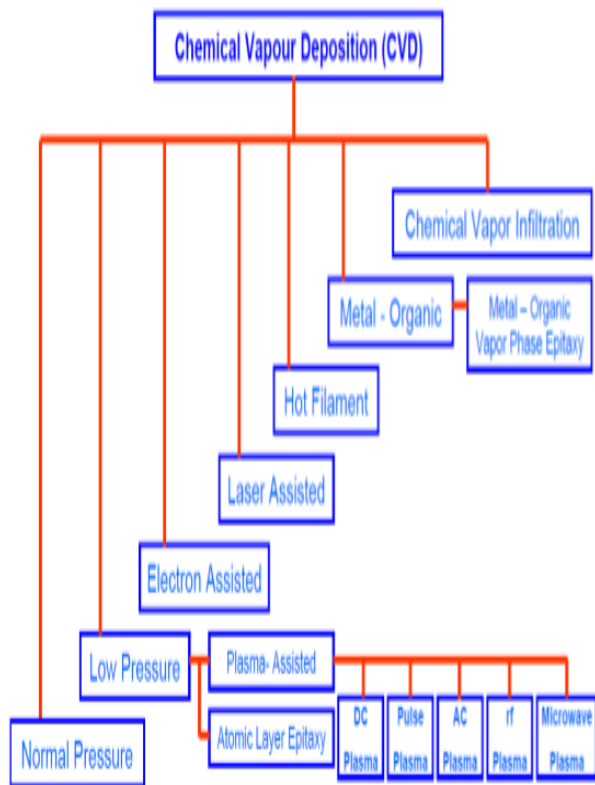 Chemical Vapour Deposition (CVD)
Chemical Vapor Infiltration
Metal - Organic
Metal – Organic
Vapor Phase Epitaxy
Hot Filament
Laser Assisted
Electron Assisted
Low Pressure
Plasma- Assisted
Atomic Layer Epitaxy
DC
Plasma
Pulse
Plasma
AC
Plasma
rf
Plasma
Microwave
Plasma
Normal Pressure